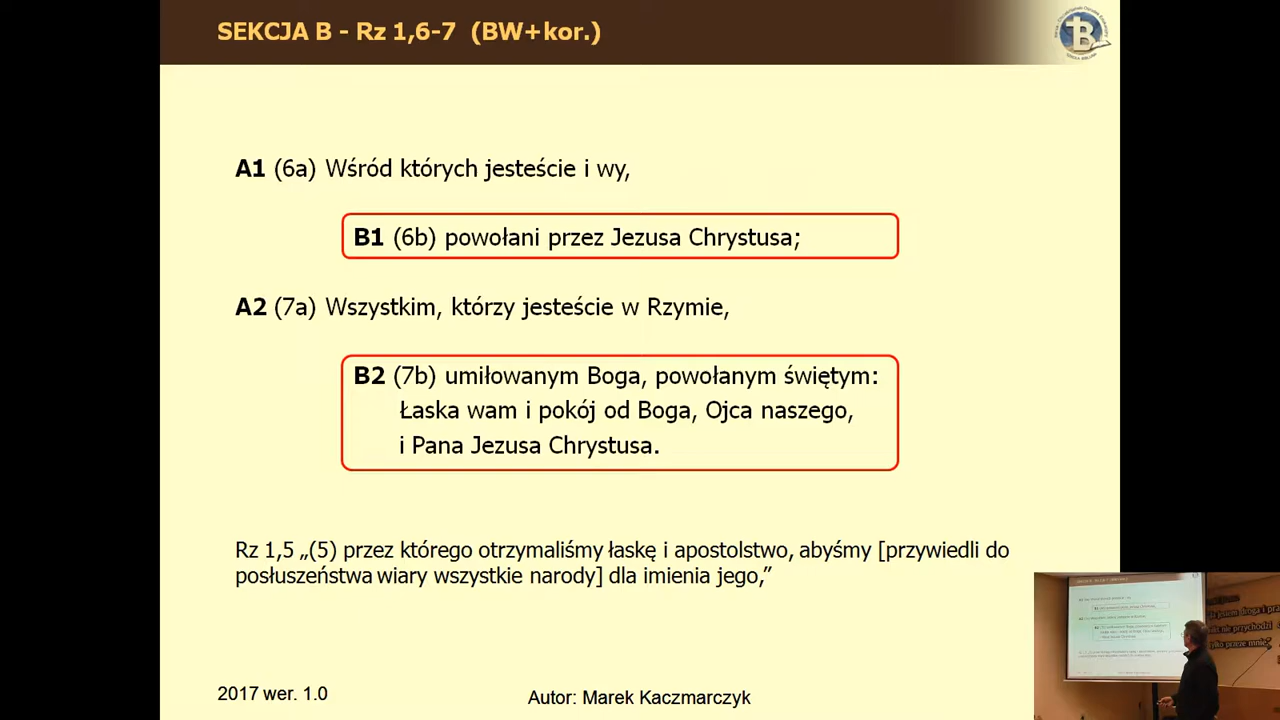 SEKCJA B - Rz 1,6-7 (BW+kor.)
A1 (6a) Wśród których jesteście i wy,
B1 (6b) powołani przez Jezusa Chrystusa;
A2 (7a) Wszystkim, którzy jesteście w Rzymie,
B2 (7b) umiłowanym Boga, powołanym świętym:
Łaska wam i pokój od Boga, Ojca naszego,
i Pana Jezusa Chrystusa.
Rz 1,5 „(5) przez którego otrzymaliśmy łaskę i apostolstwo, abyśmy [przywiedli do
posłuszeństwa wiary wszystkie narody] dla imienia jego,”
2017 wer. 1.0
Autor: Marek Kaczmarczyk